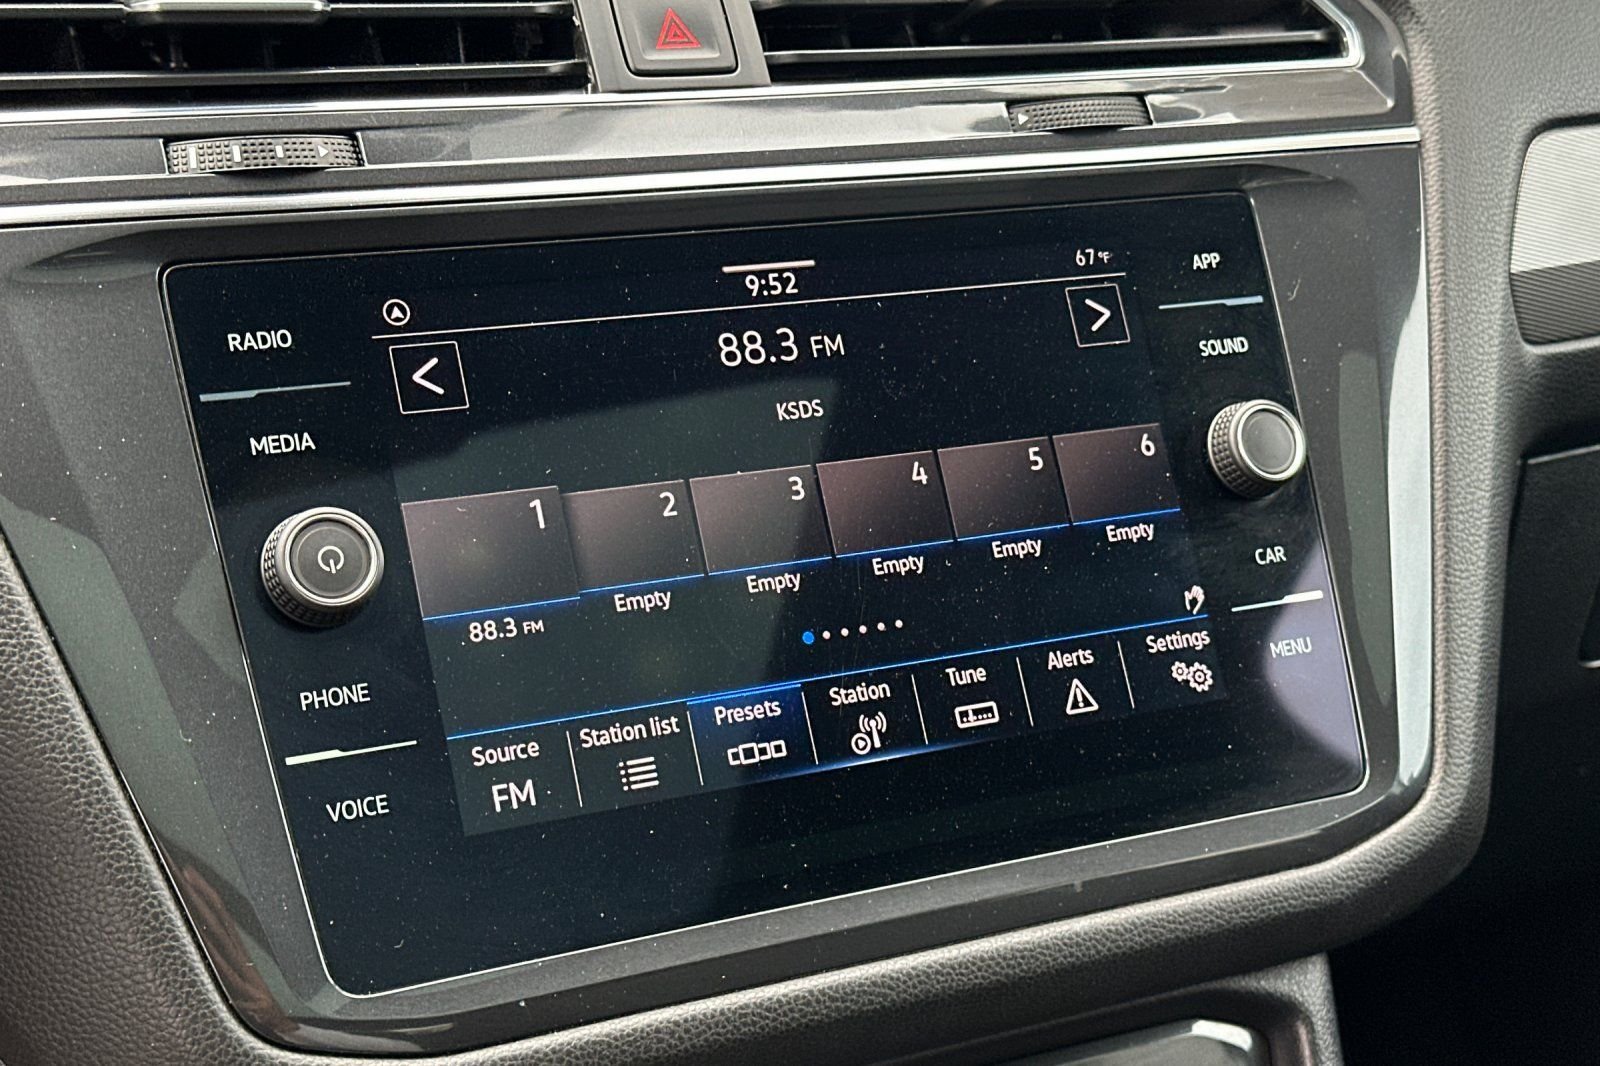 67°F
9:52
88.3 FM
KSDS
RADIO
MEDIA
PHONE
VOICE
APP
SOUND
CAR
MENU
1 2 3 4 5 6
88.3 FM Empty Empty Empty Empty Empty
Source Station list Presets Station Tune Alerts Settings
FM